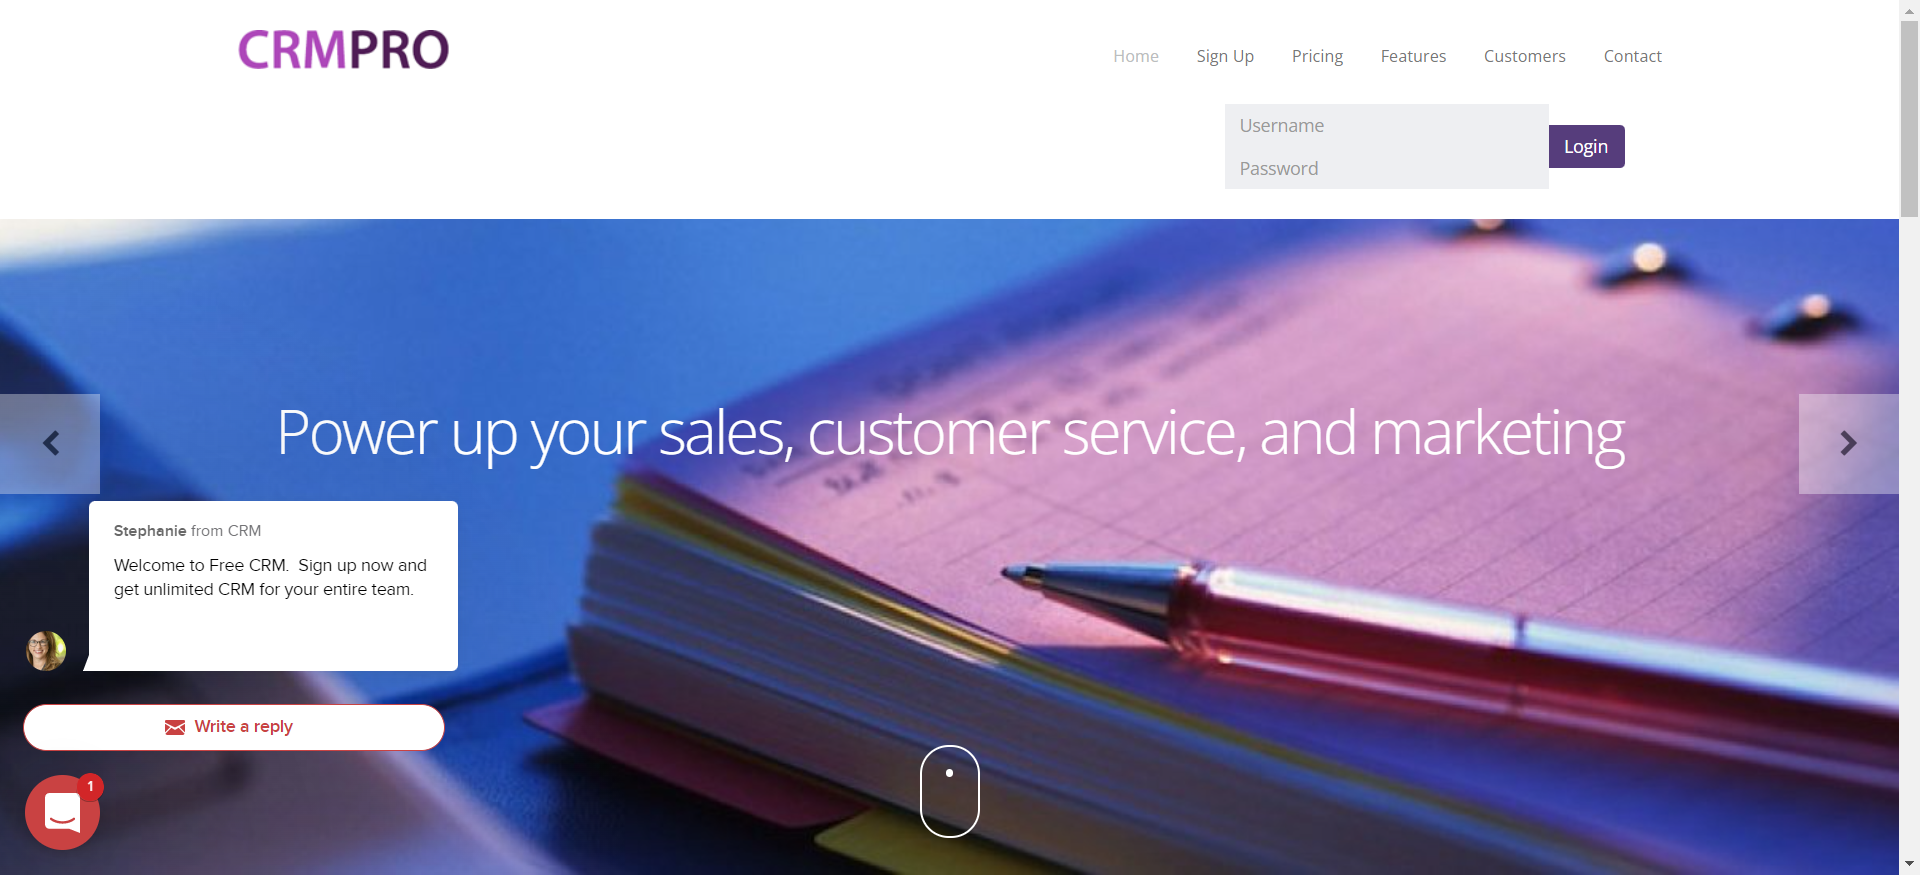 CRMPRO
Home Sign Up Pricing Features Customers Contact
Username
Password
Login
Power up your sales, customer service, and marketing
Stephanie from CRM
Welcome to Free CRM. Sign up now and
get unlimited CRM for your entire team.
Write a reply
1